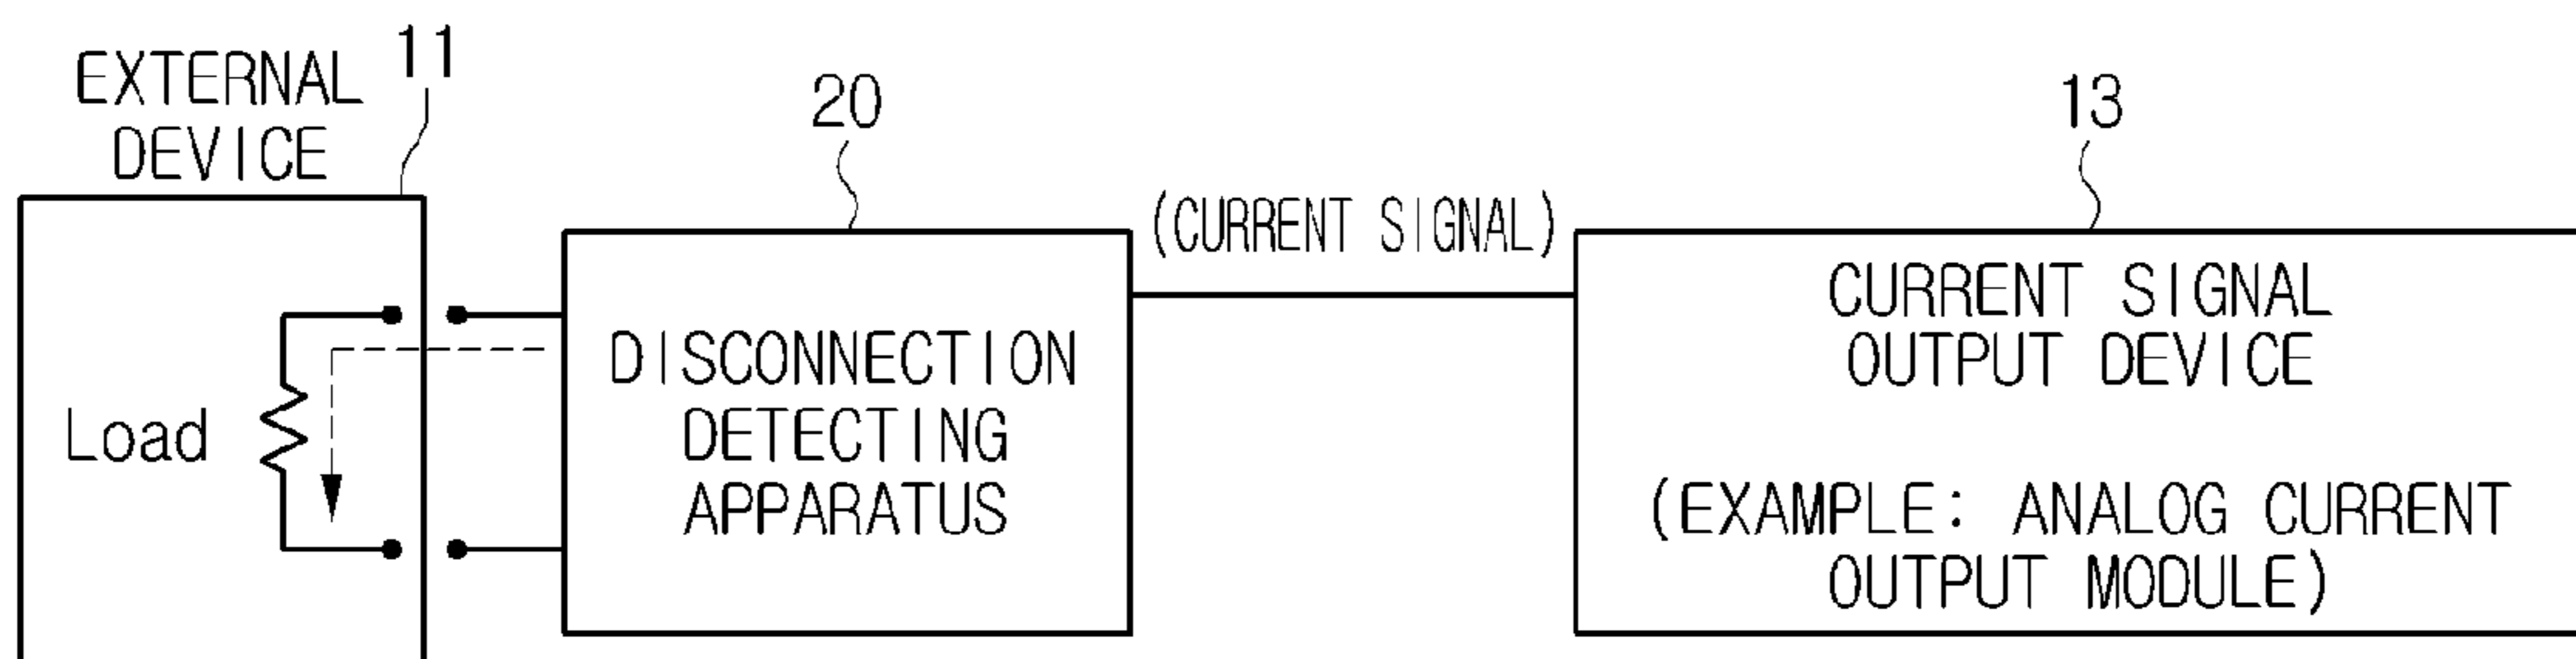 EXTERNAL
DEVICE
11
20
13
(CURRENT SIGNAL)
Load
DISCONNECTION
DETECTING
APPARATUS
CURRENT SIGNAL
OUTPUT DEVICE
(EXAMPLE: ANALOG CURRENT
OUTPUT MODULE)